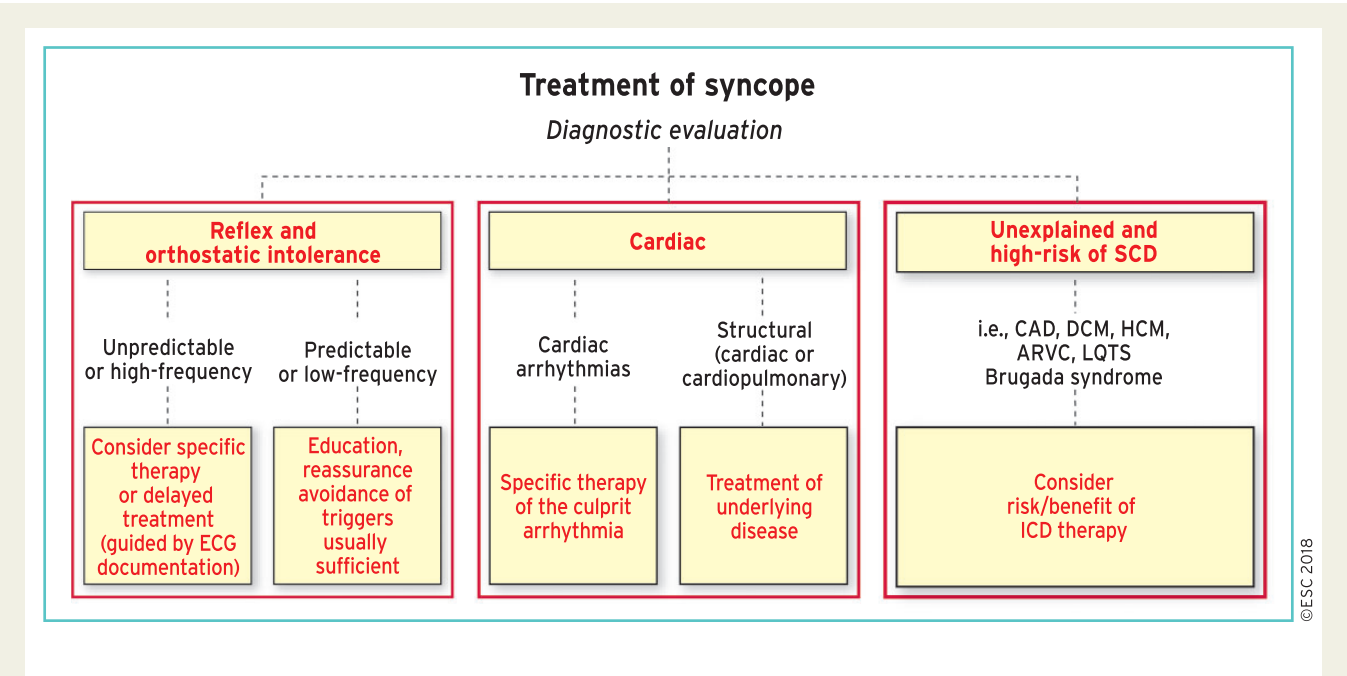 Treatment of syncope
Diagnostic evaluation
Reflex and
orthostatic intolerance
Unpredictable
or high-frequency
Predictable
or low-frequency
Consider specific
therapy
or delayed
treatment
(guided by ECG
documentation)
Education,
reassurance
avoidance of
triggers
usually
sufficient
Cardiac
Cardiac
arrhythmias
Structural
(cardiac or
cardiopulmonary)
Specific therapy
of the culprit
arrhythmia
Treatment of
underlying
disease
Unexplained and
high-risk of SCD
i.e., CAD, DCM, HCM,
ARVC, LQTS
Brugada syndrome
Consider
risk/benefit of
ICD therapy
©ESC 2018